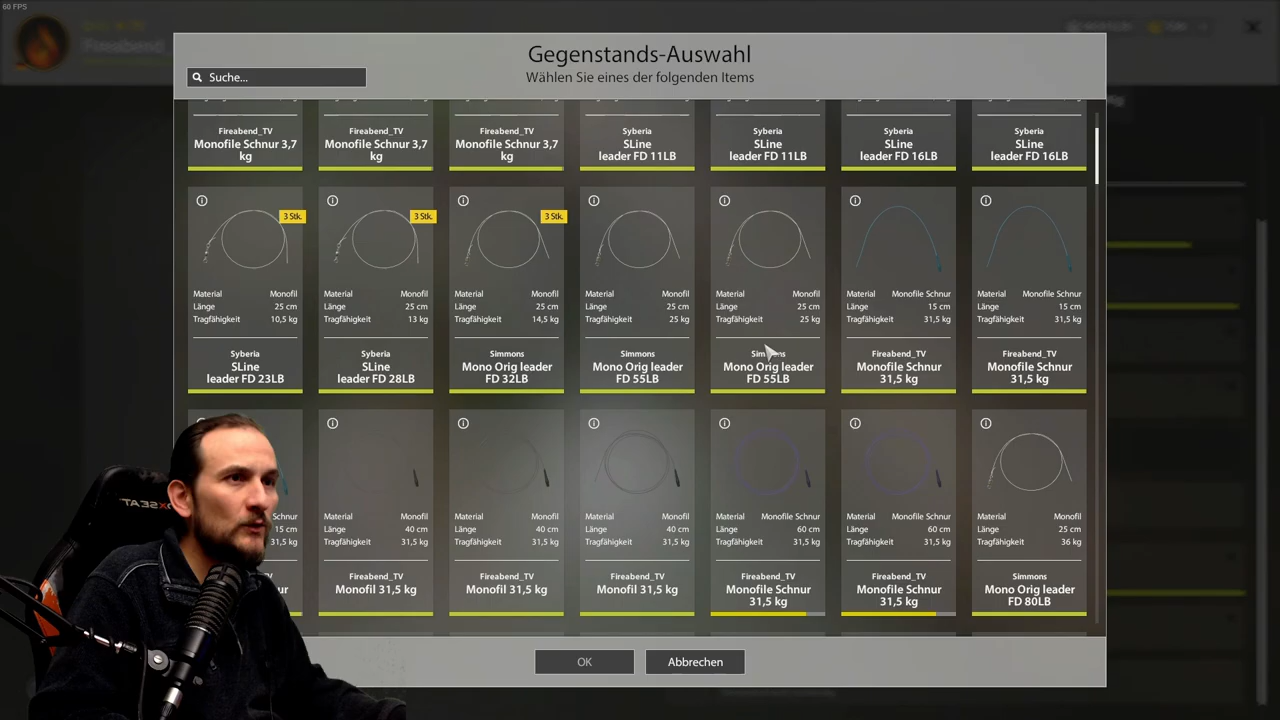 60 FPS
Fireabend
Gegenstands-Auswahl
Wählen Sie eines der folgenden Items
Suche...
Fireabend_TV
Monofile Schnur 3,7
kg
Fireabend_TV
Monofile Schnur 3,7
kg
Fireabend_TV
Monofile Schnur 3,7
kg
Syberia
SLine
leader FD 11LB
Syberia
SLine
leader FD 11LB
Syberia
SLine
leader FD 16LB
Syberia
SLine
leader FD 16LB
3 Stk.
Material Monofil
Länge 25 cm
Tragfähigkeit 10,5 kg
Syberia
SLine
leader FD 23LB
3 Stk.
Material Monofil
Länge 25 cm
Tragfähigkeit 13 kg
Syberia
SLine
leader FD 28LB
3 Stk.
Material Monofil
Länge 25 cm
Tragfähigkeit 14,5 kg
Simmons
Mono Orig leader
FD 32LB
Material Monofil
Länge 25 cm
Tragfähigkeit 25 kg
Simmons
Mono Orig leader
FD 55LB
Material Monofil
Länge 25 cm
Tragfähigkeit 25 kg
Simmons
Mono Orig leader
FD 55LB
Material Monofile Schnur
Länge 15 cm
Tragfähigkeit 31,5 kg
Fireabend_TV
Monofile Schnur
31,5 kg
Material Monofile Schnur
Länge 15 cm
Tragfähigkeit 31,5 kg
Fireabend_TV
Monofile Schnur
31,5 kg
Schnur
15 cm
31,5 kg
Material Monofil
Länge 40 cm
Tragfähigkeit 31,5 kg
Fireabend_TV
Monofil 31,5 kg
Material Monofil
Länge 40 cm
Tragfähigkeit 31,5 kg
Fireabend_TV
Monofil 31,5 kg
Material Monofil
Länge 40 cm
Tragfähigkeit 31,5 kg
Fireabend_TV
Monofil 31,5 kg
Material Monofile Schnur
Länge 60 cm
Tragfähigkeit 31,5 kg
Fireabend_TV
Monofile Schnur
31,5 kg
Material Monofile Schnur
Länge 60 cm
Tragfähigkeit 31,5 kg
Fireabend_TV
Monofile Schnur
31,5 kg
Material Monofil
Länge 25 cm
Tragfähigkeit 36 kg
Simmons
Mono Orig leader
FD 80LB
OK
Abbrechen